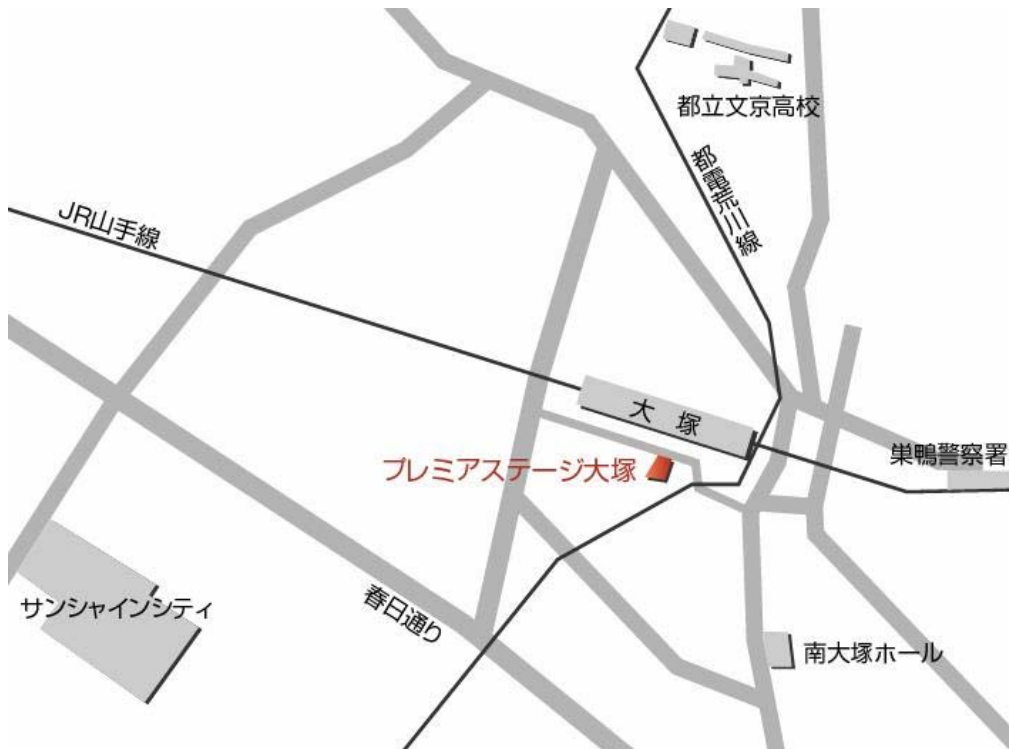 都立文京高校
都電荒川線
JR山手線
大塚
巣鴨警察署
プレミアステージ大塚
サンシャインシティ
春日通り
南大塚ホール